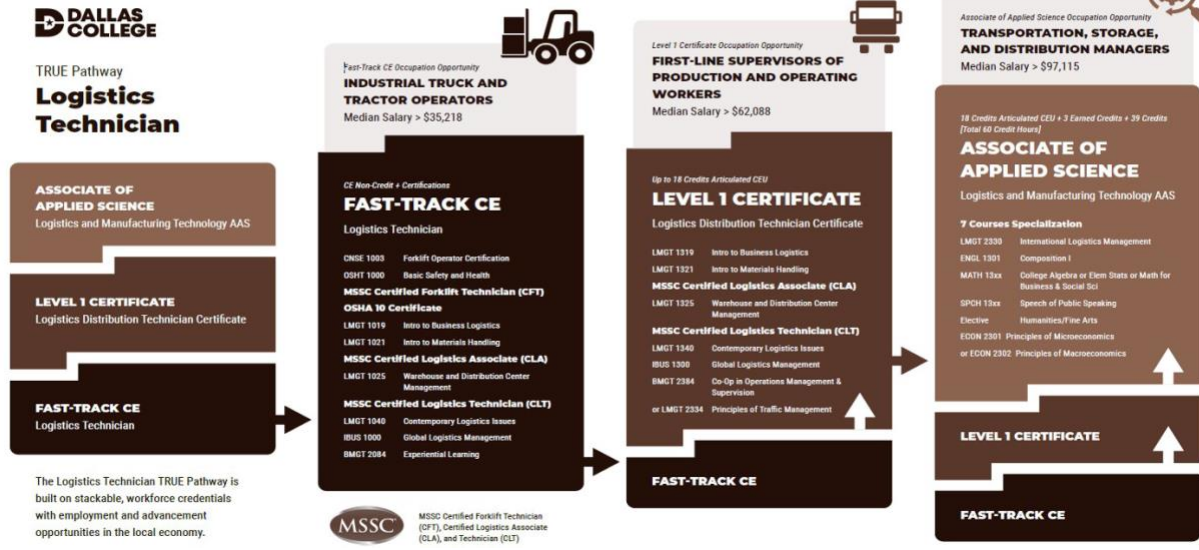 DALLAS
COLLEGE
TRUE Pathway
Logistics
Technician
ASSOCIATE OF
APPLIED SCIENCE
Logistics and Manufacturing Technology AAS
LEVEL 1 CERTIFICATE
Logistics Distribution Technician Certificate
FAST-TRACK CE
Logistics Technician
The Logistics Technician TRUE Pathway is
built on stackable, workforce credentials
with employment and advancement
opportunities in the local economy.
Fast-Track CE Occupation Opportunity
INDUSTRIAL TRUCK AND
TRACTOR OPERATORS
Median Salary > $35,218
CE Non-Credit + Certifications
FAST-TRACK CE
Logistics Technician
CNSE 1003 Forklift Operator Certification
OSHT 1000 Basic Safety and Health
MSSC Certified Forklift Technician (CFT)
OSHA 10 Certificate
LMGT 1019 Intro to Business Logistics
LMGT 1021 Intro to Materials Handling
MSSC Certified Logistics Associate (CLA)
LMGT 1025 Warehouse and Distribution Center
Management
MSSC Certified Logistics Technician (CLT)
LMGT 1040 Contemporary Logistics Issues
IBUS 1000 Global Logistics Management
BMGT 2084 Experiential Learning
MSSC
MSSC Certified Forklift Technician
(CFT), Certified Logistics Associate
(CLA), and Technician (CLT)
Level 1 Certificate Occupation Opportunity
FIRST-LINE SUPERVISORS OF
PRODUCTION AND OPERATING
WORKERS
Median Salary > $62,088
Up to 18 Credits Articulated CEU
LEVEL 1 CERTIFICATE
Logistics Distribution Technician Certificate
LMGT 1319 Intro to Business Logistics
LMGT 1321 Intro to Materials Handling
MSSC Certified Logistics Associate (CLA)
LMGT 1325 Warehouse and Distribution Center
Management
MSSC Certified Logistics Technician (CLT)
LMGT 1340 Contemporary Logistics Issues
IBUS 1300 Global Logistics Management
BMGT 2384 Co-Op in Operations Management &
Supervision
or LMGT 2334 Principles of Traffic Management
FAST-TRACK CE
Associate of Applied Science Occupation Opportunity
TRANSPORTATION, STORAGE,
AND DISTRIBUTION MANAGERS
Median Salary > $97,115
18 Credits Articulated CEU + 3 Earned Credits + 39 Credits
[Total 60 Credit Hours]
ASSOCIATE OF
APPLIED SCIENCE
Logistics and Manufacturing Technology AAS
7 Courses Specialization
LMGT 2330 International Logistics Management
ENGL 1301 Composition I
MATH 13xx College Algebra or Elem Stats or Math for
Business & Social Sci
SPCH 13xx Speech of Public Speaking
Elective Humanities/Fine Arts
ECON 2301 Principles of Microeconomics
or ECON 2302 Principles of Macroeconomics
LEVEL 1 CERTIFICATE
FAST-TRACK CE